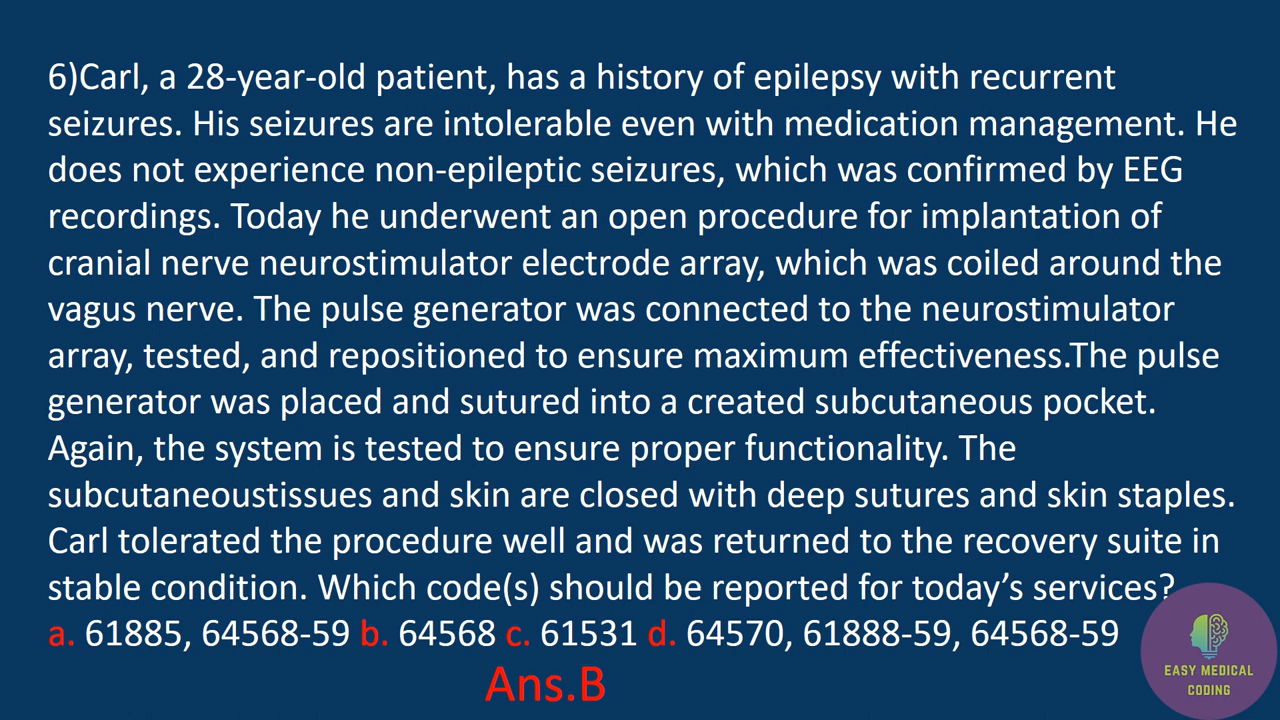 6)Carl, a 28-year-old patient, has a history of epilepsy with recurrent
seizures. His seizures are intolerable even with medication management. He
does not experience non-epileptic seizures, which was confirmed by EEG
recordings. Today he underwent an open procedure for implantation of
cranial nerve neurostimulator electrode array, which was coiled around the
vagus nerve. The pulse generator was connected to the neurostimulator
array, tested, and repositioned to ensure maximum effectiveness.The pulse
generator was placed and sutured into a created subcutaneous pocket.
Again, the system is tested to ensure proper functionality. The
subcutaneoustissues and skin are closed with deep sutures and skin staples.
Carl tolerated the procedure well and was returned to the recovery suite in
stable condition. Which code(s) should be reported for today’s services?
a. 61885, 64568-59 b. 64568 c. 61531 d. 64570, 61888-59, 64568-59
Ans.B
EASY MEDICAL
CODING